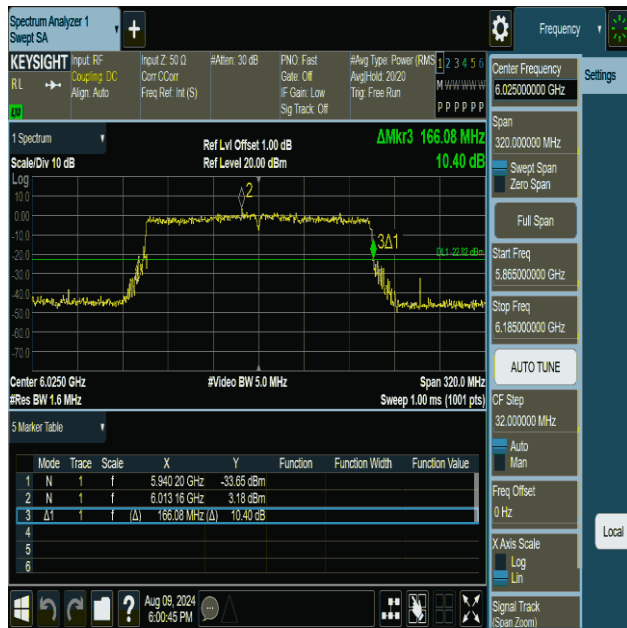 Spectrum Analyzer 1
Swept SA
Frequency
KEYSIGHT
RL
Input: RF
Coupling: DC
Align: Auto
Input Z: 50 Ω
Corr CCorr
Freq Ref: Int (S)
#Atten: 30 dB
PNO: Fast
Gate: Off
IF Gain: Low
Sig Track: Off
#Avg Type: Power (RMS
Avg|Hold: 20/20
Trig: Free Run
1 2 3 4 5 6
M W W W W W
P P P P P P
1 Spectrum
Scale/Div 10 dB
Log
Ref Lvl Offset 1.00 dB
Ref Level 20.00 dBm
ΔMkr3 166.08 MHz
10.40 dB
10.0
0.00
-10.0
-20.0
-30.0
-40.0
-50.0
-60.0
-70.0
2
3Δ1
DL1 -22.82 dBm
Center 6.0250 GHz
#Res BW 1.6 MHz
#Video BW 5.0 MHz
Span 320.0 MHz
Sweep 1.00 ms (1001 pts)
5 Marker Table
Mode Trace Scale X Y Function Function Width Function Value
1 N 1 f 5.940 20 GHz -33.65 dBm
2 N 1 f 6.013 16 GHz 3.18 dBm
3 Δ1 1 f (Δ) 166.08 MHz (Δ) 10.40 dB
4
5
6
Aug 09, 2024
6:00:45 PM
Center Frequency
6.025000000 GHz
Settings
Span
320.000000 MHz
Swept Span
Zero Span
Full Span
Start Freq
5.865000000 GHz
Stop Freq
6.185000000 GHz
AUTO TUNE
CF Step
32.000000 MHz
Auto
Man
Freq Offset
0 Hz
Local
X Axis Scale
Log
Lin
Signal Track
(Span Zoom)